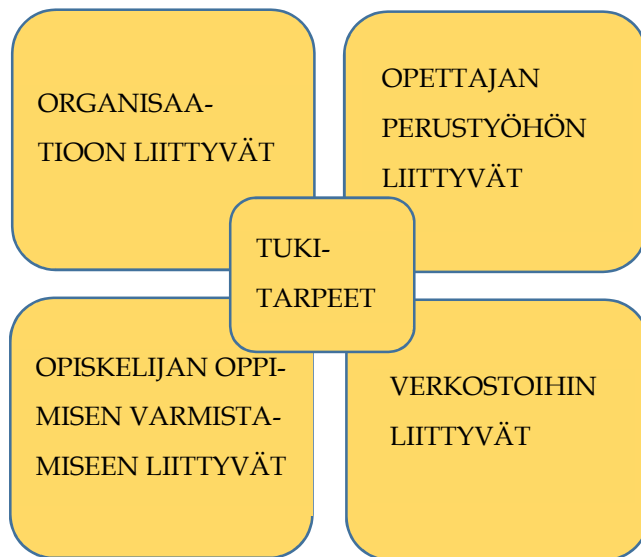 ORGANISAA-
TIOON LIITTYVÄT
OPETTAJAN
PERUSTYÖHÖN
LIITTYVÄT
TUKI-
TARPEET
OPISKELIJAN OPPI-
MISEN VARMISTA-
MISEEN LIITTYVÄT
VERKOSTOIHIN
LIITTYVÄT